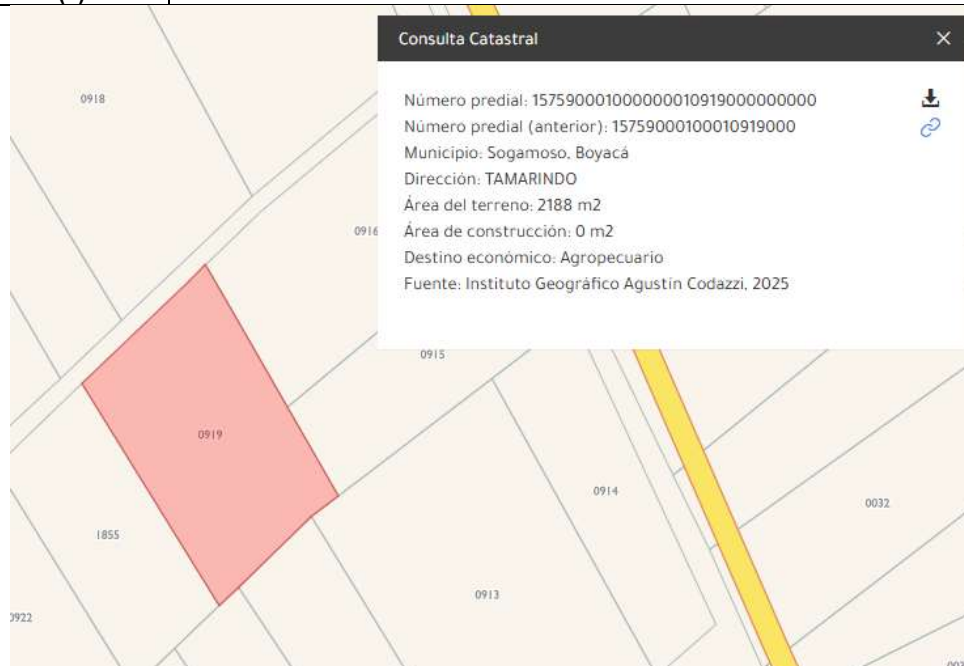 Consulta Catastral
Número predial: 157590001000000010919000000000
Número predial (anterior): 15759000100010919000
Municipio: Sogamoso, Boyacá
Dirección: TAMARINDO
Área del terreno: 2188 m2
Área de construcción: 0 m2
Destino económico: Agropecuario
Fuente: Instituto Geográfico Agustín Codazzi, 2025
0918
0916
0915
0919
0914
0032
1855
0913
0922